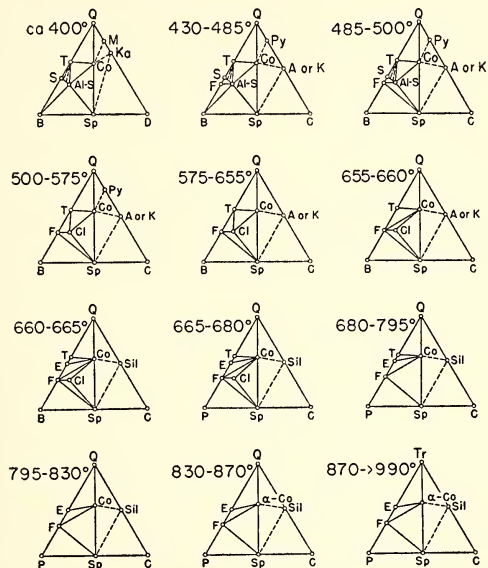 Q
ca 400°
M
Ka
T
Co
S
Al-S
B Sp D
Q
430-485°
Py
T
Co
A or K
S
F
Al-S
B Sp C
Q
485-500°
Py
T
Co
A or K
S
F
Al-S
B Sp C
Q
500-575°
Py
T
Co
A or K
F
Cl
B Sp C
Q
575-655°
T
Co
A or K
F
Cl
B Sp C
Q
655-660°
T
Co
A or K
F
Cl
B Sp C
Q
660-665°
T
E
Co
Sil
F
Cl
B Sp C
Q
665-680°
T
E
Co
Sil
F
Cl
P Sp C
Q
680-795°
T
E
Co
Sil
F
P Sp C
Q
795-830°
E
Co
Sil
F
P Sp C
Q
830-870°
E
α-Co
Sil
F
P Sp C
Tr
870->990°
E
α-Co
Sil
F
P Sp C